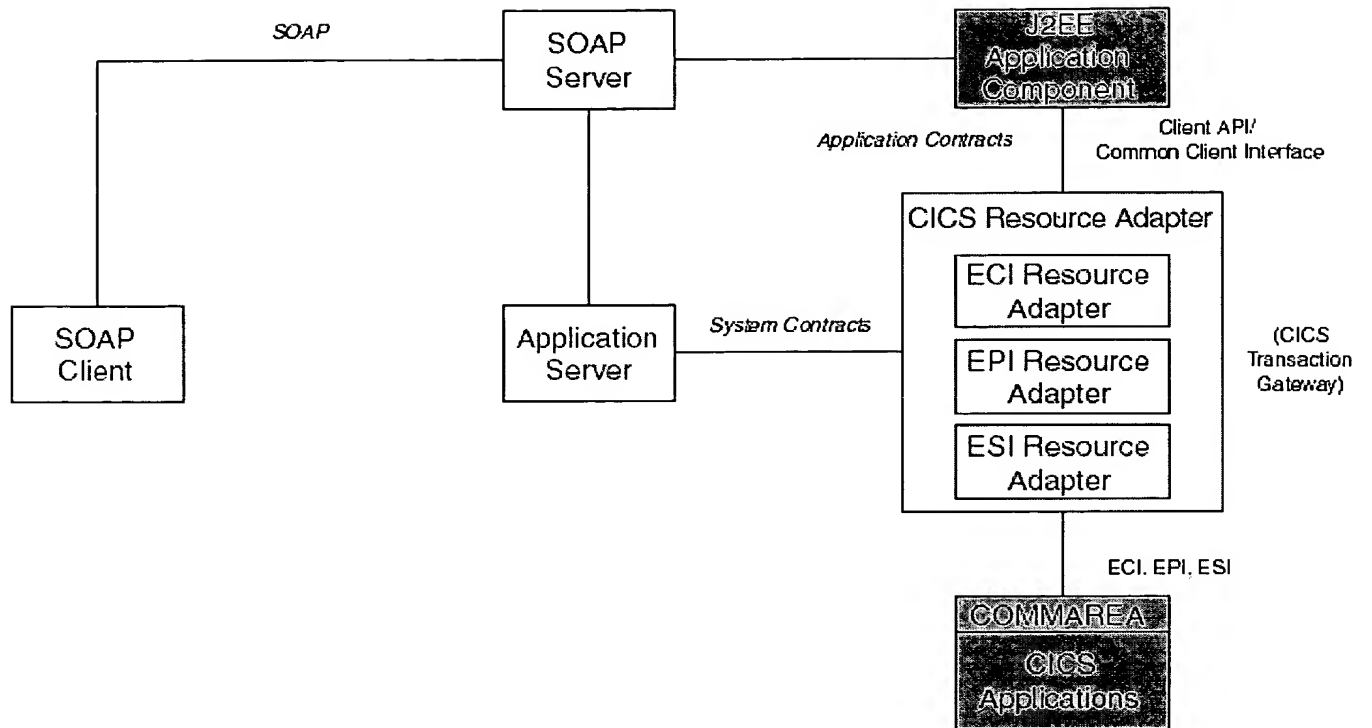 SOAP
SOAP
Server
J2EE
Application
Component
Application Contracts
Client API/
Common Client Interface
CICS Resource Adapter
ECI Resource
Adapter
SOAP
Client
Application
Server
System Contracts
EPI Resource
Adapter
(CICS
Transaction
Gateway)
ESI Resource
Adapter
ECI, EPI, ESI
COMMAREA
CICS
Applications